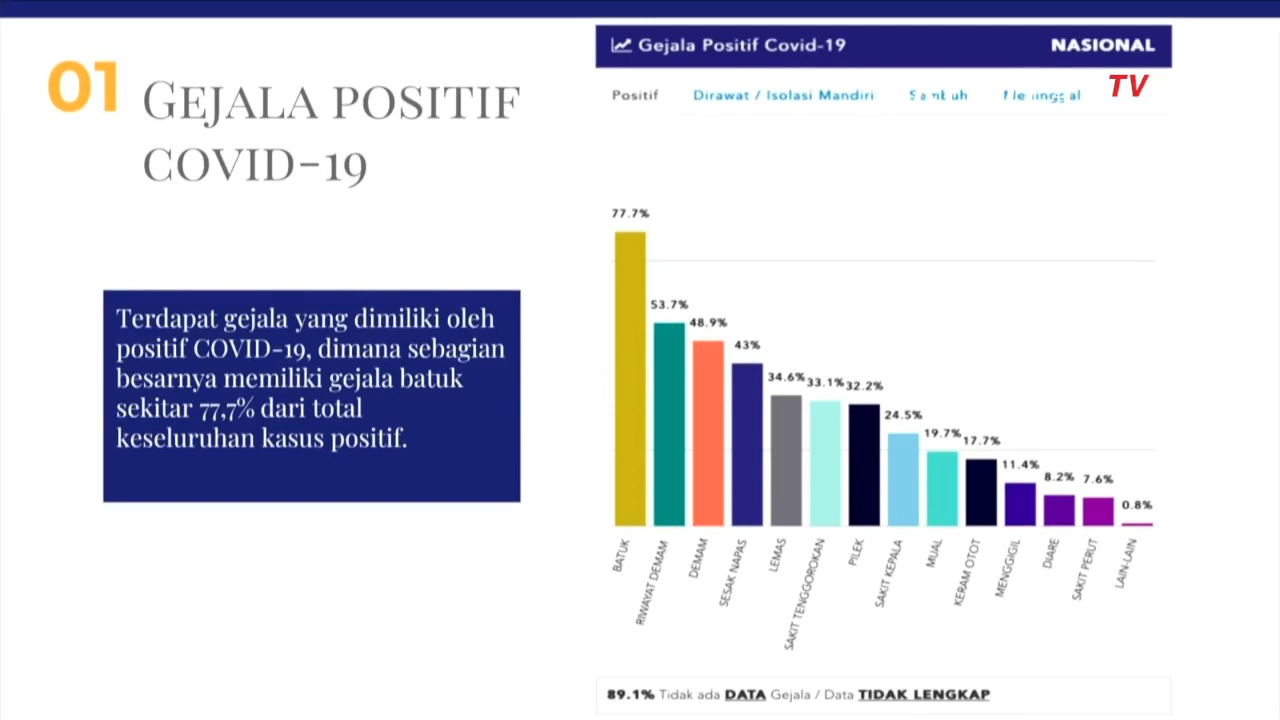 01 GEJALA POSITIF
COVID-19
Terdapat gejala yang dimiliki oleh
positif COVID-19, dimana sebagian
besarnya memiliki gejala batuk
sekitar 77,7% dari total
keseluruhan kasus positif.
Gejala Positif Covid-19 NASIONAL
TV
Positif Dirawat / Isolasi Mandiri
77.7%
53.7%
48.9%
43%
34.6%
33.1%
32.2%
24.5%
19.7%
17.7%
11.4%
8.2%
7.6%
0.8%
BATUK
RIWAYAT DEMAM
DEMAM
SESAK NAPAS
LEMAS
SAKIT TENGGOROKAN
PILEK
SAKIT KEPALA
MUAL
KERAM OTOT
MENGGIGIL
DIARE
SAKIT PERUT
LAIN-LAIN
89.1% Tidak ada DATA Gejala / Data TIDAK LENGKAP